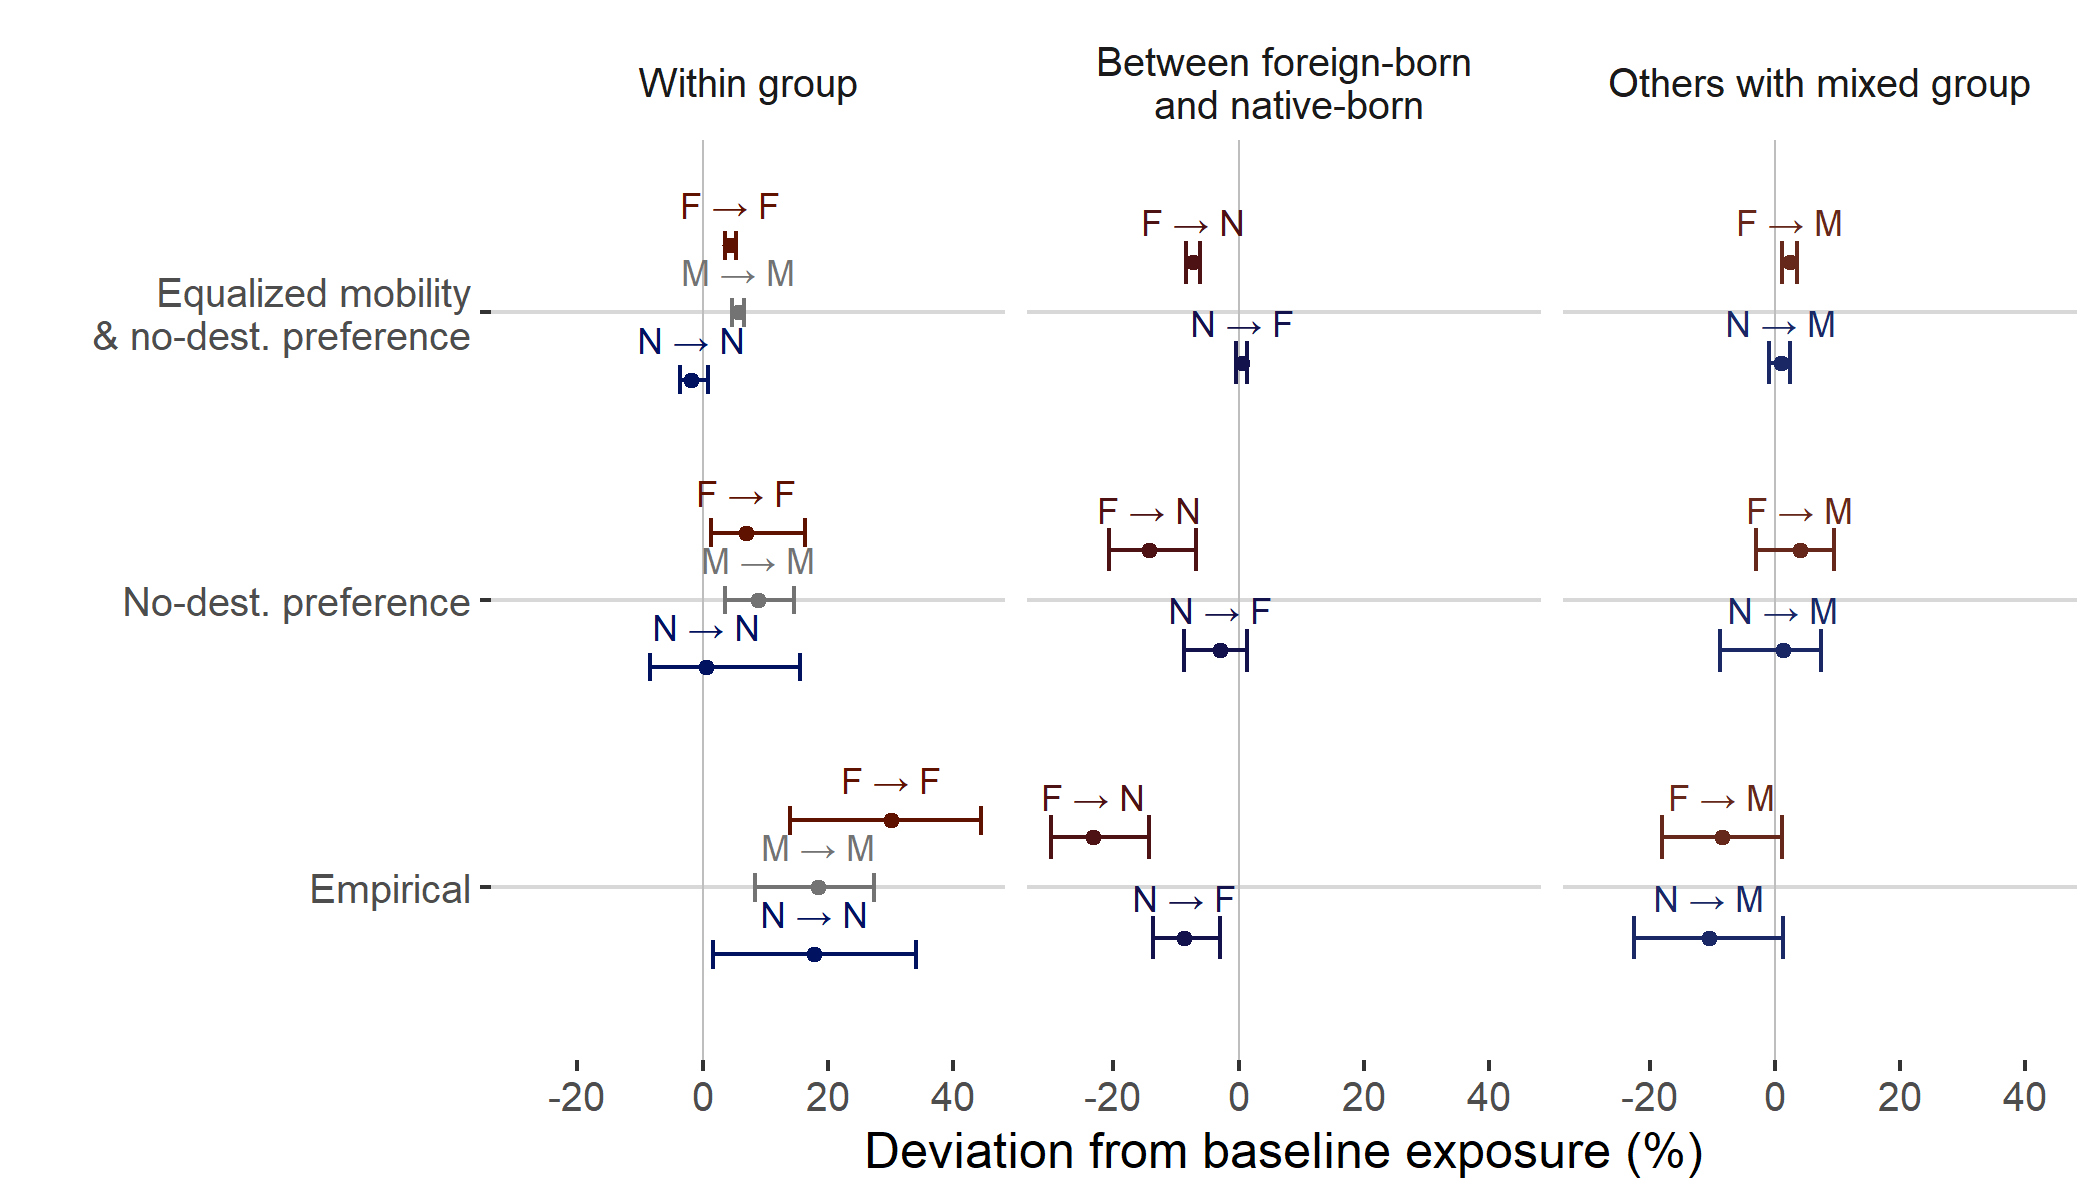 Within group
Between foreign-born
and native-born
Others with mixed group
Equalized mobility
& no-dest. preference
F → F
M → M
N → N
F → N
N → F
F → M
N → M
No-dest. preference
F → F
M → M
N → N
F → N
N → F
F → M
N → M
Empirical
F → F
M → M
N → N
F → N
N → F
F → M
N → M
-20 0 20 40
-20 0 20 40
-20 0 20 40
Deviation from baseline exposure (%)